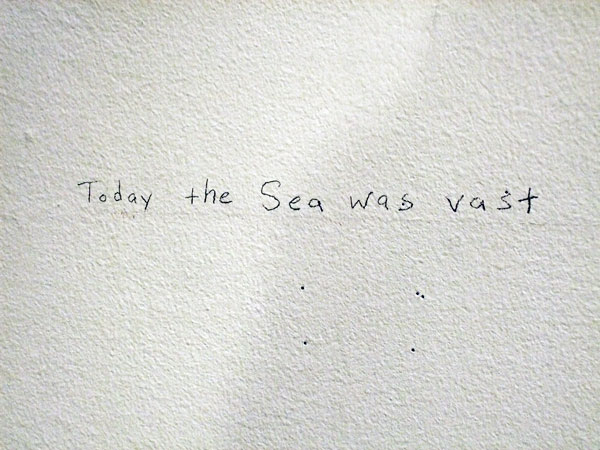 Today the Sea was vast